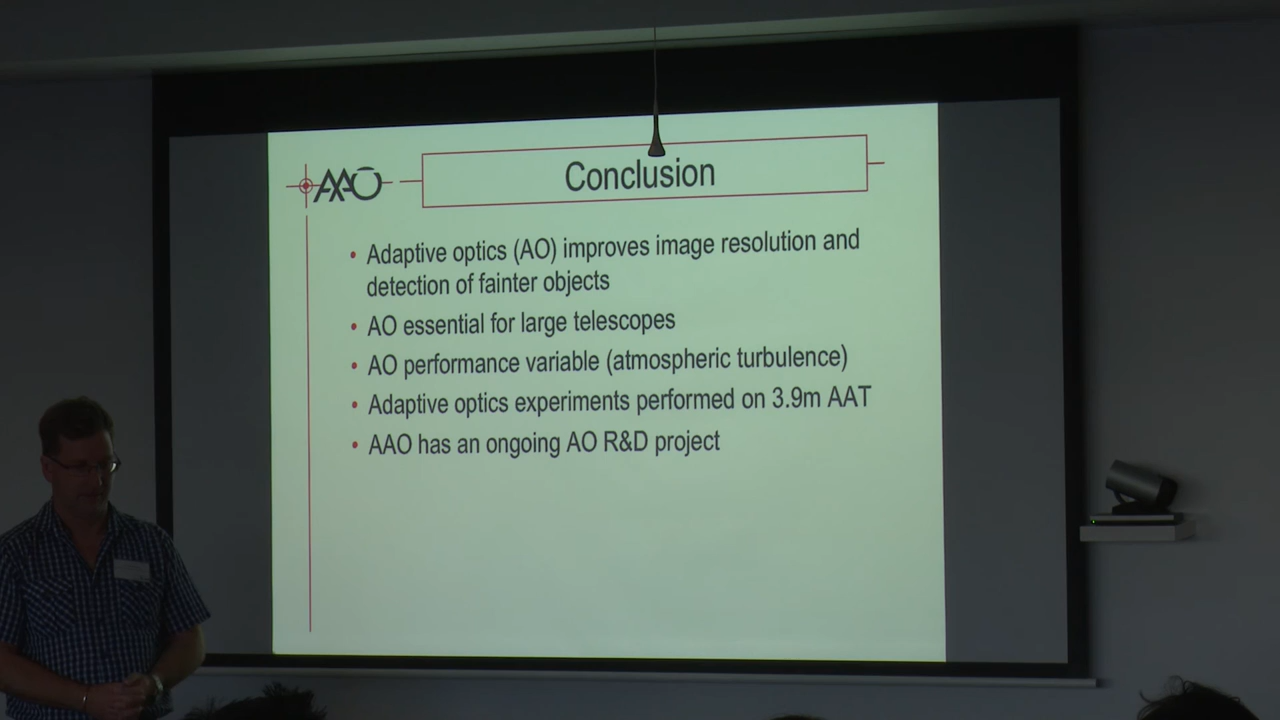 AAO
Conclusion
• Adaptive optics (AO) improves image resolution and
detection of fainter objects
• AO essential for large telescopes
• AO performance variable (atmospheric turbulence)
• Adaptive optics experiments performed on 3.9m AAT
• AAO has an ongoing AO R&D project